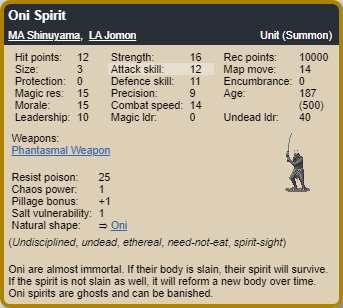 Oni Spirit
MA Shinuyama, LA Jomon Unit (Summon)
Hit points: 12 Strength: 16 Rec points: 10000
Size: 3 Attack skill: 12 Map move: 14
Protection: 0 Defence skill: 11 Encumbrance: 0
Magic res: 15 Precision: 9 Age: 187
Morale: 15 Combat speed: 14 (500)
Leadership: 10 Magic ldr: 0 Undead ldr: 40
Weapons:
Phantasmal Weapon
Resist poison: 25
Chaos power: 1
Pillage bonus: +1
Salt vulnerability: 1
Natural shape: ⇒ Oni
(Undisciplined, undead, ethereal, need-not-eat, spirit-sight)
Oni are almost immortal. If their body is slain, their spirit will survive.
If the spirit is not slain as well, it will reform a new body over time.
Oni spirits are ghosts and can be banished.